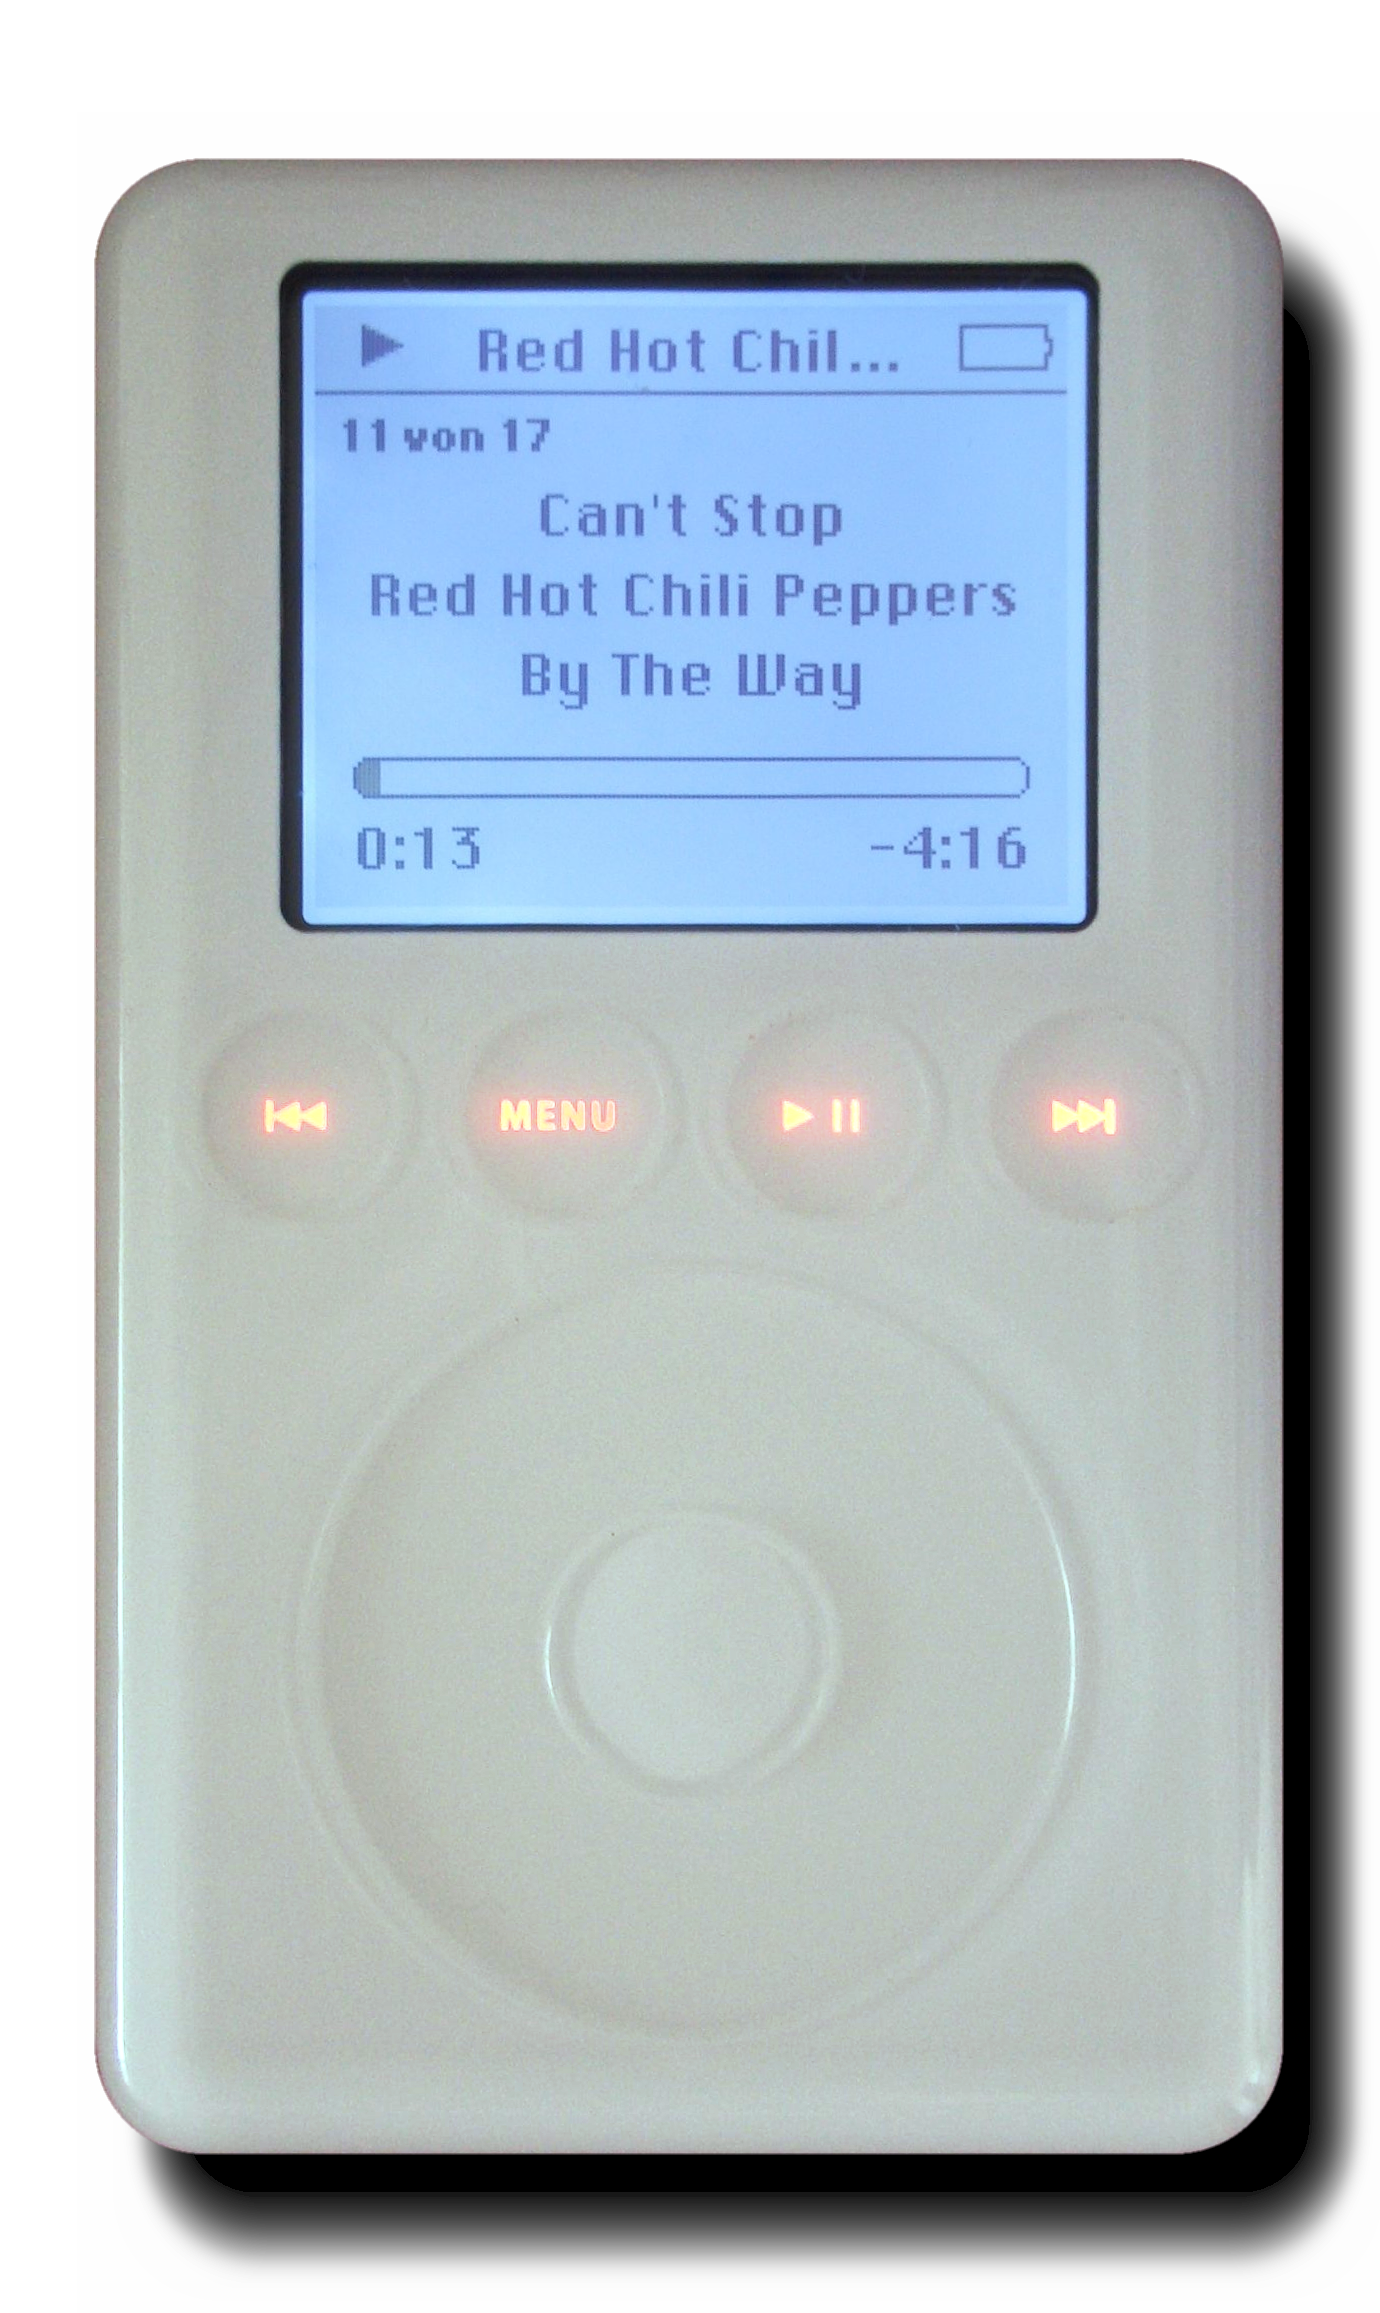 Red Hot Chil...
11 von 17
Can't Stop
Red Hot Chili Peppers
By The Way
0:13 -4:16
MENU